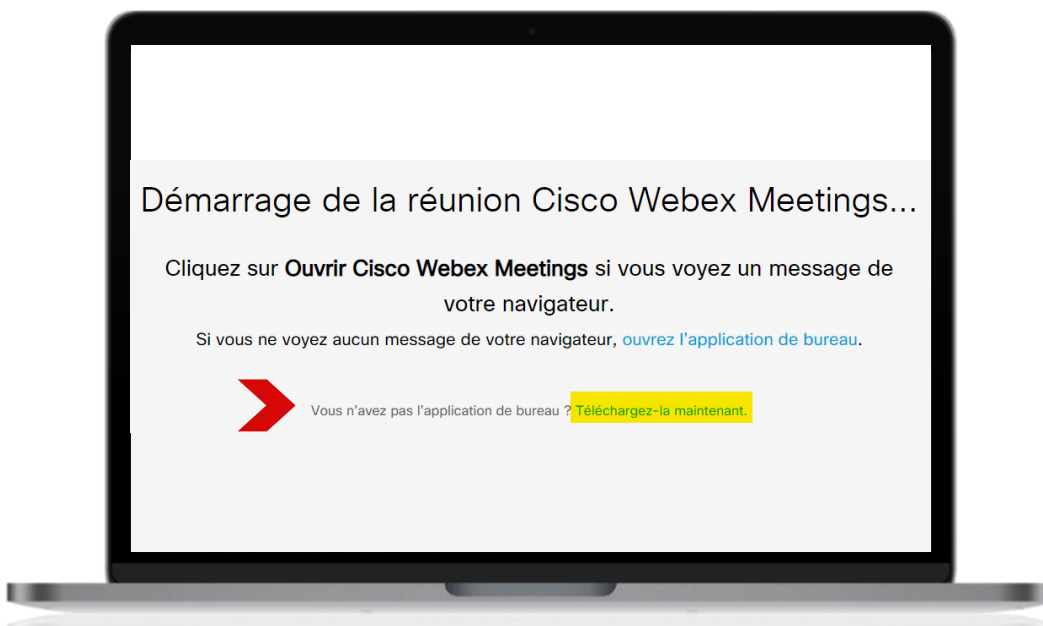 Démarrage de la réunion Cisco Webex Meetings...
Cliquez sur Ouvrir Cisco Webex Meetings si vous voyez un message de
votre navigateur.
Si vous ne voyez aucun message de votre navigateur, ouvrez l'application de bureau.
Vous n'avez pas l'application de bureau ? Téléchargez-la maintenant.